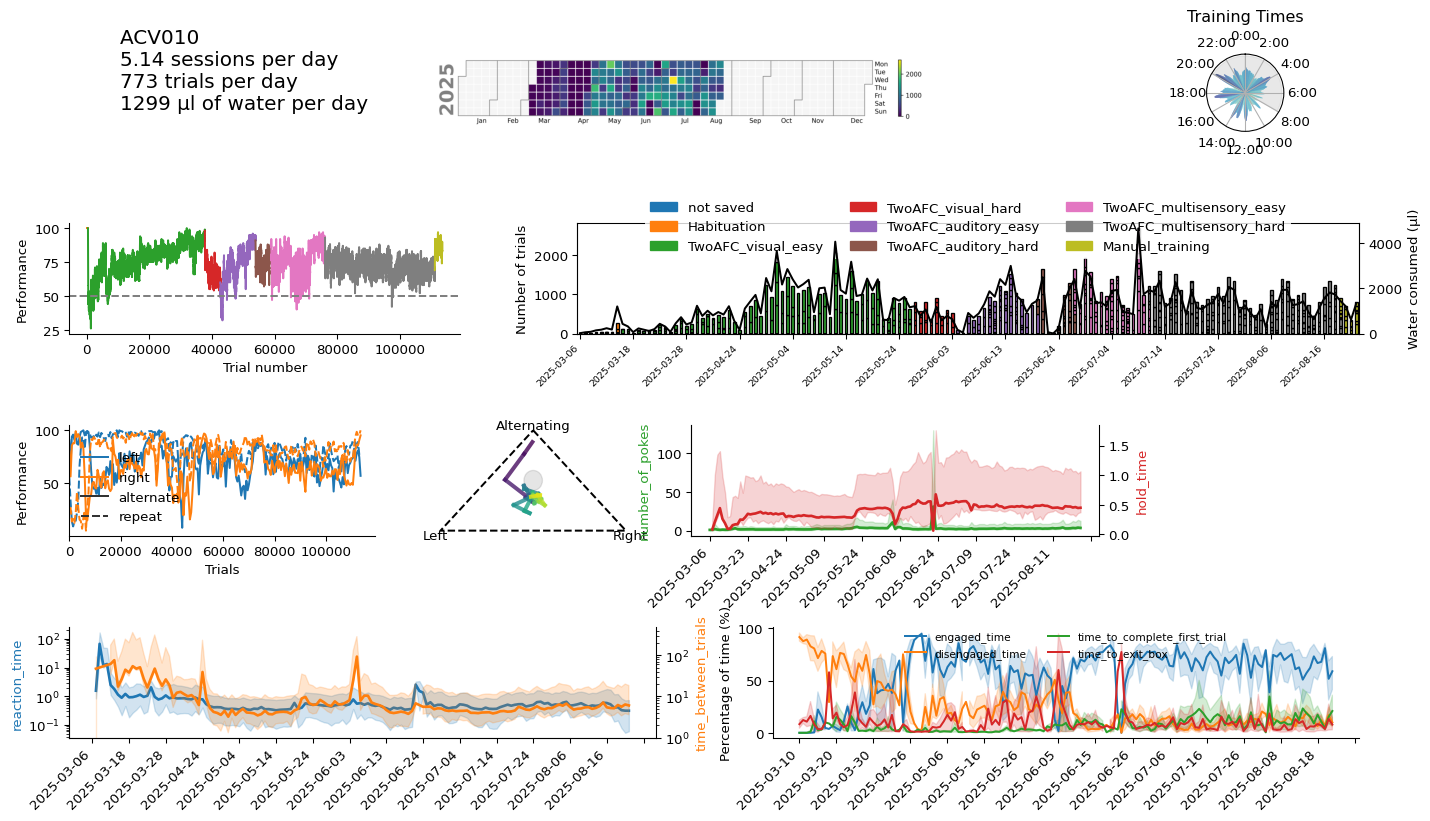 ACV010
5.14 sessions per day
773 trials per day
1299 µl of water per day
2025
Mon
Tue
Wed
Thu
Fri
Sat
Sun
Jan Feb Mar Apr May Jun Jul Aug Sep Oct Nov Dec
2000
1000
0
Training Times
0:00
2:00
4:00
6:00
8:00
10:00
12:00
14:00
16:00
18:00
20:00
22:00
Performance
100
75
50
25
0 20000 40000 60000 80000 100000
Trial number
not saved
Habituation
TwoAFC_visual_easy
TwoAFC_visual_hard
TwoAFC_auditory_easy
TwoAFC_auditory_hard
TwoAFC_multisensory_easy
TwoAFC_multisensory_hard
Manual_training
Number of trials
2000
1000
0
Water consumed (µl)
4000
2000
0
2025-03-06 2025-03-18 2025-03-28 2025-04-24 2025-05-04 2025-05-14 2025-05-24 2025-06-03 2025-06-13 2025-06-24 2025-07-04 2025-07-14 2025-07-24 2025-08-06 2025-08-16
Performance
100
50
left
right
alternate
repeat
0 20000 40000 60000 80000 100000
Trials
Alternating
Left
Right
number_of_pokes
100
50
0
hold_time
1.5
1.0
0.5
0.0
2025-03-06 2025-03-23 2025-04-24 2025-05-09 2025-05-24 2025-06-08 2025-06-24 2025-07-09 2025-07-24 2025-08-11
reaction_time
10²
10¹
10⁰
10⁻¹
time_between_trials
10²
10¹
10⁰
2025-03-06 2025-03-18 2025-03-28 2025-04-24 2025-05-04 2025-05-14 2025-05-24 2025-06-03 2025-06-13 2025-06-24 2025-07-04 2025-07-14 2025-07-24 2025-08-06 2025-08-16
Percentage of time (%)
100
50
0
engaged_time
disengaged_time
time_to_complete_first_trial
time_to_exit_box
2025-03-10 2025-03-20 2025-03-30 2025-04-26 2025-05-06 2025-05-16 2025-05-26 2025-06-05 2025-06-15 2025-06-26 2025-07-06 2025-07-16 2025-07-26 2025-08-08 2025-08-18